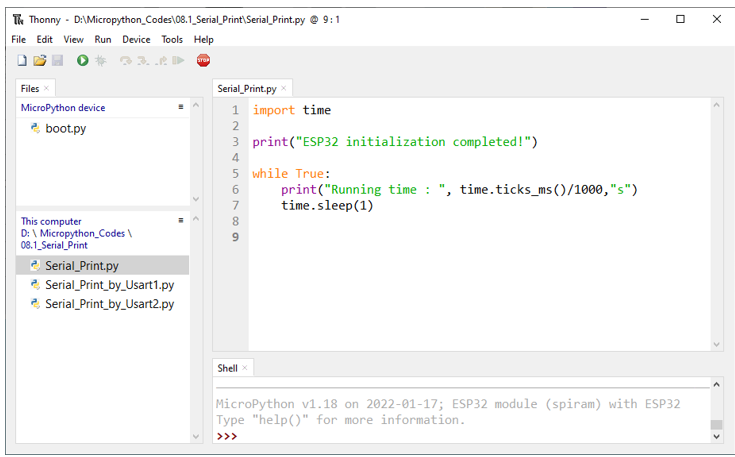 Thonny - D:\Micropython_Codes\08.1_Serial_Print\Serial_Print.py @ 9:1
File Edit View Run Device Tools Help
STOP
Files
MicroPython device
boot.py
This computer
D: \ Micropython_Codes \
08.1_Serial_Print
Serial_Print.py
Serial_Print_by_Usart1.py
Serial_Print_by_Usart2.py
Serial_Print.py
1 import time
2
3 print("ESP32 initialization completed!")
4
5 while True:
6     print("Running time : ", time.ticks_ms()/1000,"s")
7     time.sleep(1)
8
9
Shell
MicroPython v1.18 on 2022-01-17; ESP32 module (spiram) with ESP32
Type "help()" for more information.
>>>